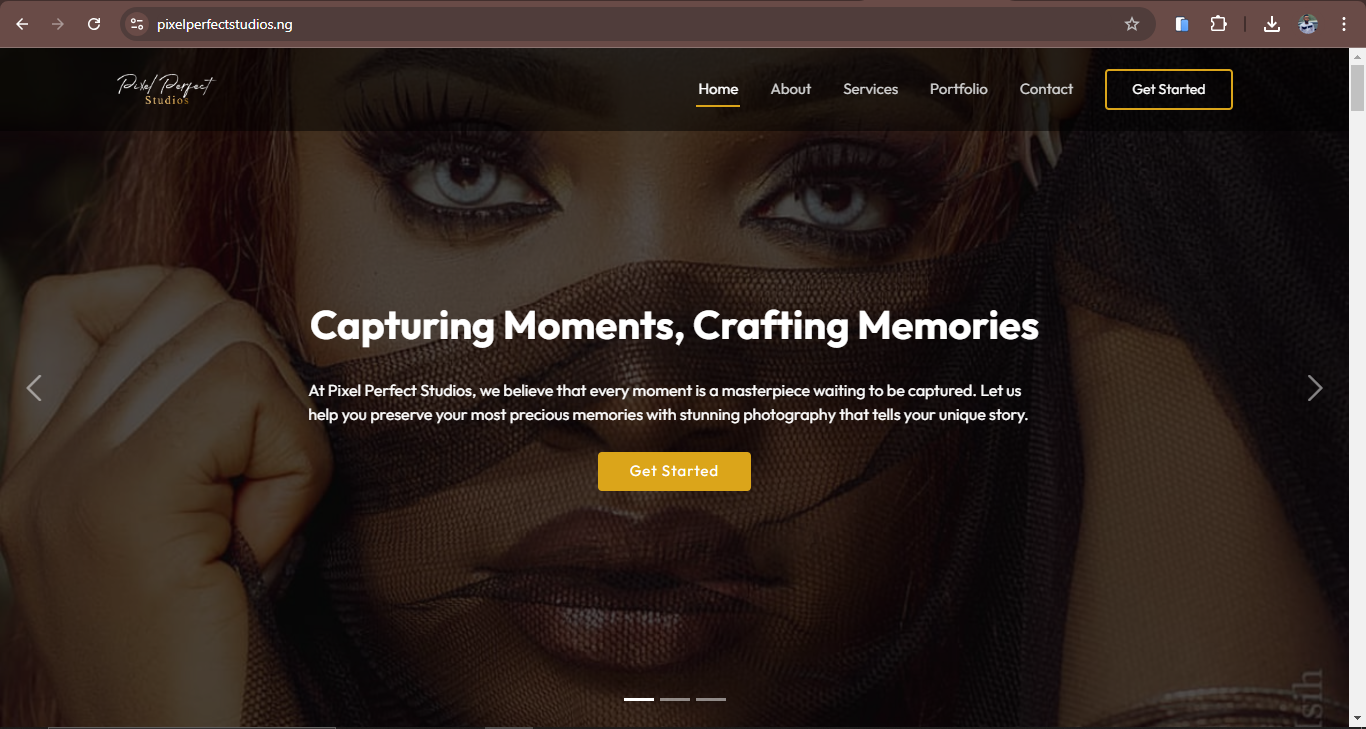 pixelperfectstudios.ng
Pixel Perfect
Studios
Home About Services Portfolio Contact Get Started
Capturing Moments, Crafting Memories
At Pixel Perfect Studios, we believe that every moment is a masterpiece waiting to be captured. Let us
help you preserve your most precious memories with stunning photography that tells your unique story.
Get Started